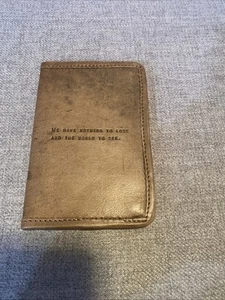 We have nothing to lose
and the world to see.